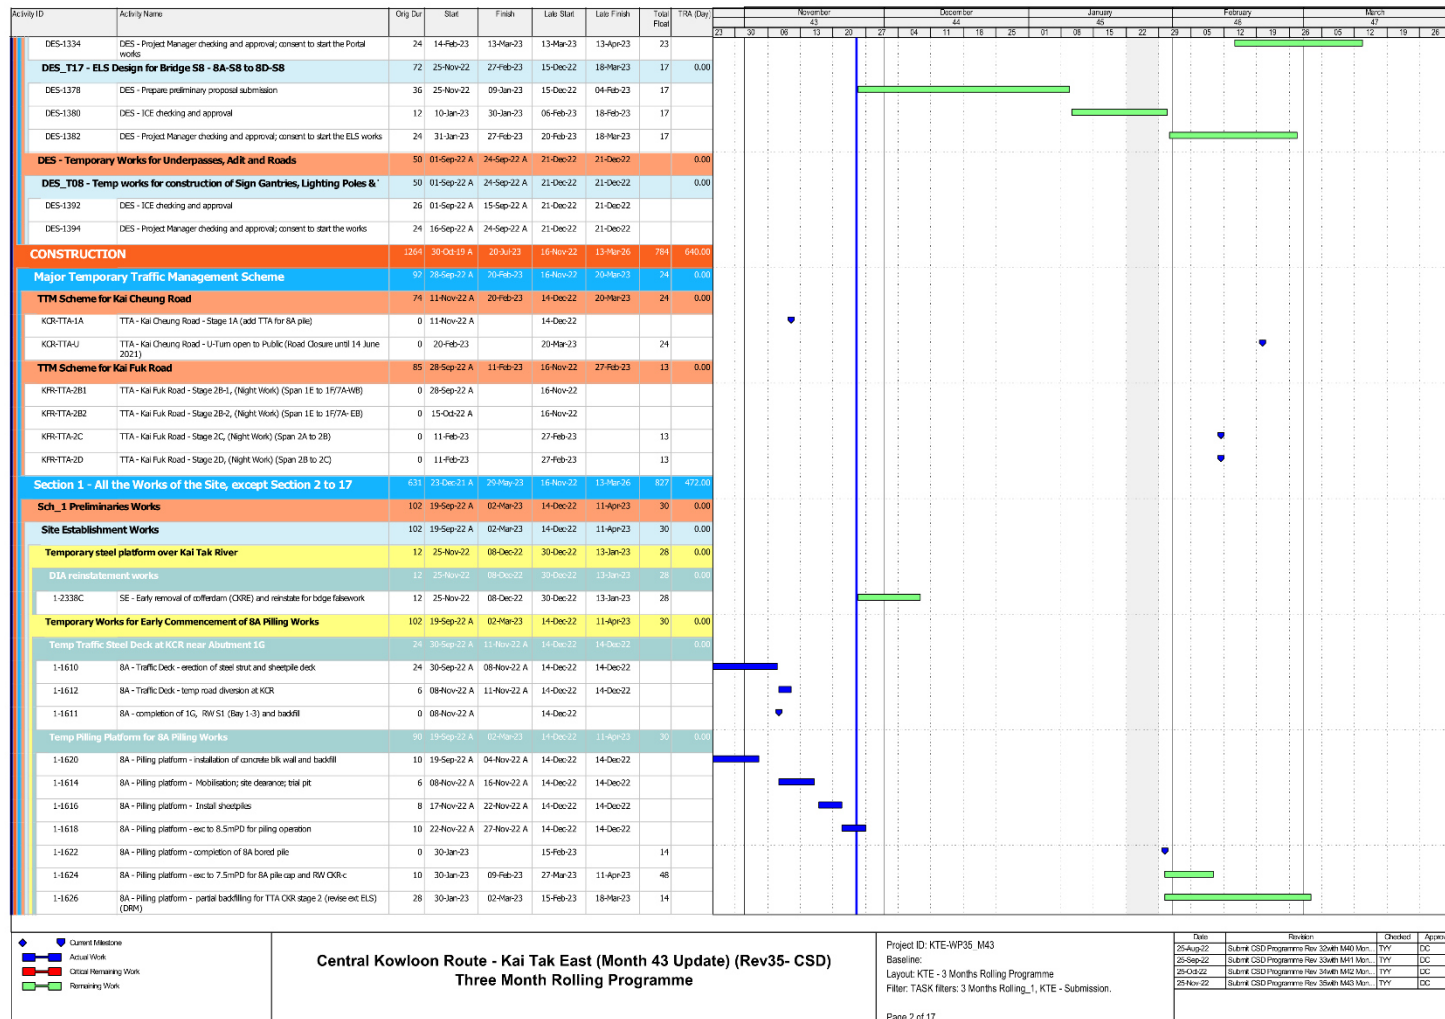 Activity ID Activity Name Orig Dur Start Finish Late Start Late Finish Total Float TRA (Day) November December January February March
43 44 45 46 47
23 30 06 13 20 27 04 11 18 25 01 08 15 22 29 05 12 19 26 05 12 19 26
DES-1334 DES - Project Manager checking and approval; consent to start the Portal works 24 14-Feb-23 13-Mar-23 13-Mar-23 13-Apr-23 23
DES_T17 - ELS Design for Bridge S8 - 8A-S8 to 8D-S8 72 25-Nov-22 27-Feb-23 15-Dec-22 18-Mar-23 17 0.00
DES-1378 DES - Prepare preliminary proposal submission 36 25-Nov-22 09-Jan-23 15-Dec-22 04-Feb-23 17
DES-1380 DES - ICE checking and approval 12 10-Jan-23 30-Jan-23 06-Feb-23 18-Feb-23 17
DES-1382 DES - Project Manager checking and approval; consent to start the ELS works 24 31-Jan-23 27-Feb-23 20-Feb-23 18-Mar-23 17
DES - Temporary Works for Underpasses, Adit and Roads 50 01-Sep-22 A 24-Sep-22 A 21-Dec-22 21-Dec-22 0.00
DES_T08 - Temp works for construction of Sign Gantries, Lighting Poles & ' 50 01-Sep-22 A 24-Sep-22 A 21-Dec-22 21-Dec-22 0.00
DES-1392 DES - ICE checking and approval 26 01-Sep-22 A 15-Sep-22 A 21-Dec-22 21-Dec-22
DES-1394 DES - Project Manager checking and approval; consent to start the works 24 16-Sep-22 A 24-Sep-22 A 21-Dec-22 21-Dec-22
CONSTRUCTION 1264 30-Oct-19 A 20-Jul-23 16-Nov-22 13-Mar-26 784 640.00
Major Temporary Traffic Management Scheme 92 28-Sep-22 A 20-Feb-23 16-Nov-22 20-Mar-23 24 0.00
TTM Scheme for Kai Cheung Road 74 11-Nov-22 A 20-Feb-23 14-Dec-22 20-Mar-23 24 0.00
KCR-TTA-1A TTA - Kai Cheung Road - Stage 1A (add TTA for 8A pile) 0 11-Nov-22 A 14-Dec-22
KCR-TTA-U TTA - Kai Cheung Road - U-Turn open to Public (Road Closure until 14 June 2021) 0 20-Feb-23 20-Mar-23 24
TTM Scheme for Kai Fuk Road 85 28-Sep-22 A 11-Feb-23 16-Nov-22 27-Feb-23 13 0.00
KFR-TTA-2B1 TTA - Kai Fuk Road - Stage 2B-1, (Night Work) (Span 1E to 1F/7A-WB) 0 28-Sep-22 A 16-Nov-22
KFR-TTA-2B2 TTA - Kai Fuk Road - Stage 2B-2, (Night Work) (Span 1E to 1F/7A- EB) 0 15-Oct-22 A 16-Nov-22
KFR-TTA-2C TTA - Kai Fuk Road - Stage 2C, (Night Work) (Span 2A to 2B) 0 11-Feb-23 27-Feb-23 13
KFR-TTA-2D TTA - Kai Fuk Road - Stage 2D, (Night Work) (Span 2B to 2C) 0 11-Feb-23 27-Feb-23 13
Section 1 - All the Works of the Site, except Section 2 to 17 631 23-Dec-21 A 29-May-23 16-Nov-22 13-Mar-26 827 472.00
Sch_1 Preliminaries Works 102 19-Sep-22 A 02-Mar-23 14-Dec-22 11-Apr-23 30 0.00
Site Establishment Works 102 19-Sep-22 A 02-Mar-23 14-Dec-22 11-Apr-23 30 0.00
Temporary steel platform over Kai Tak River 12 25-Nov-22 08-Dec-22 30-Dec-22 13-Jan-23 28 0.00
DIA reinstatement works 12 25-Nov-22 08-Dec-22 30-Dec-22 13-Jan-23 28 0.00
1-2338C SE - Early removal of cofferdam (CKRE) and reinstate for bdge falsework 12 25-Nov-22 08-Dec-22 30-Dec-22 13-Jan-23 28
Temporary Works for Early Commencement of 8A Pilling Works 102 19-Sep-22 A 02-Mar-23 14-Dec-22 11-Apr-23 30 0.00
Temp Traffic Steel Deck at KCR near Abutment 1G 24 30-Sep-22 A 11-Nov-22 A 14-Dec-22 14-Dec-22 0.00
1-1610 8A - Traffic Deck - erection of steel strut and sheetpile deck 24 30-Sep-22 A 08-Nov-22 A 14-Dec-22 14-Dec-22
1-1612 8A - Traffic Deck - temp road diversion at KCR 6 08-Nov-22 A 11-Nov-22 A 14-Dec-22 14-Dec-22
1-1611 8A - completion of 1G, RW S1 (Bay 1-3) and backfill 0 08-Nov-22 A 14-Dec-22
Temp Pilling Platform for 8A Pilling Works 90 19-Sep-22 A 02-Mar-23 14-Dec-22 11-Apr-23 30 0.00
1-1620 8A - Pilling platform - installation of concrete blk wall and backfill 10 19-Sep-22 A 04-Nov-22 A 14-Dec-22 14-Dec-22
1-1614 8A - Pilling platform - Mobilisation; site clearance; trial pit 6 08-Nov-22 A 16-Nov-22 A 14-Dec-22 14-Dec-22
1-1616 8A - Pilling platform - Install sheetpiles 8 17-Nov-22 A 22-Nov-22 A 14-Dec-22 14-Dec-22
1-1618 8A - Pilling platform - exc to 8.5mPD for piling operation 10 22-Nov-22 A 27-Nov-22 A 14-Dec-22 14-Dec-22
1-1622 8A - Pilling platform - completion of 8A bored pile 0 30-Jan-23 15-Feb-23 14
1-1624 8A - Pilling platform - exc to 7.5mPD for 8A pile cap and RW CKR-c 10 30-Jan-23 09-Feb-23 27-Mar-23 11-Apr-23 48
1-1626 8A - Pilling platform - partial backfilling for TTA CKR stage 2 (revise ext ELS) (DRM) 28 30-Jan-23 02-Mar-23 15-Feb-23 18-Mar-23 14
Current Milestone
Actual Work
Critical Remaining Work
Remaining Work
Central Kowloon Route - Kai Tak East (Month 43 Update) (Rev35- CSD)
Three Month Rolling Programme
Project ID: KTE-WP35_M43
Baseline:
Layout: KTE - 3 Months Rolling Programme
Filter: TASK filters: 3 Months Rolling_1, KTE - Submission.
Page 2 of 17
Date Revision Checked Approv
25-Aug-22 Submit CSD Programme Rev 32with M40 Mon... TYY DC
25-Sep-22 Submit CSD Programme Rev 33with M41 Mon... TYY DC
25-Oct-22 Submit CSD Programme Rev 34with M42 Mon... TYY DC
25-Nov-22 Submit CSD Programme Rev 35with M43 Mon... TYY DC